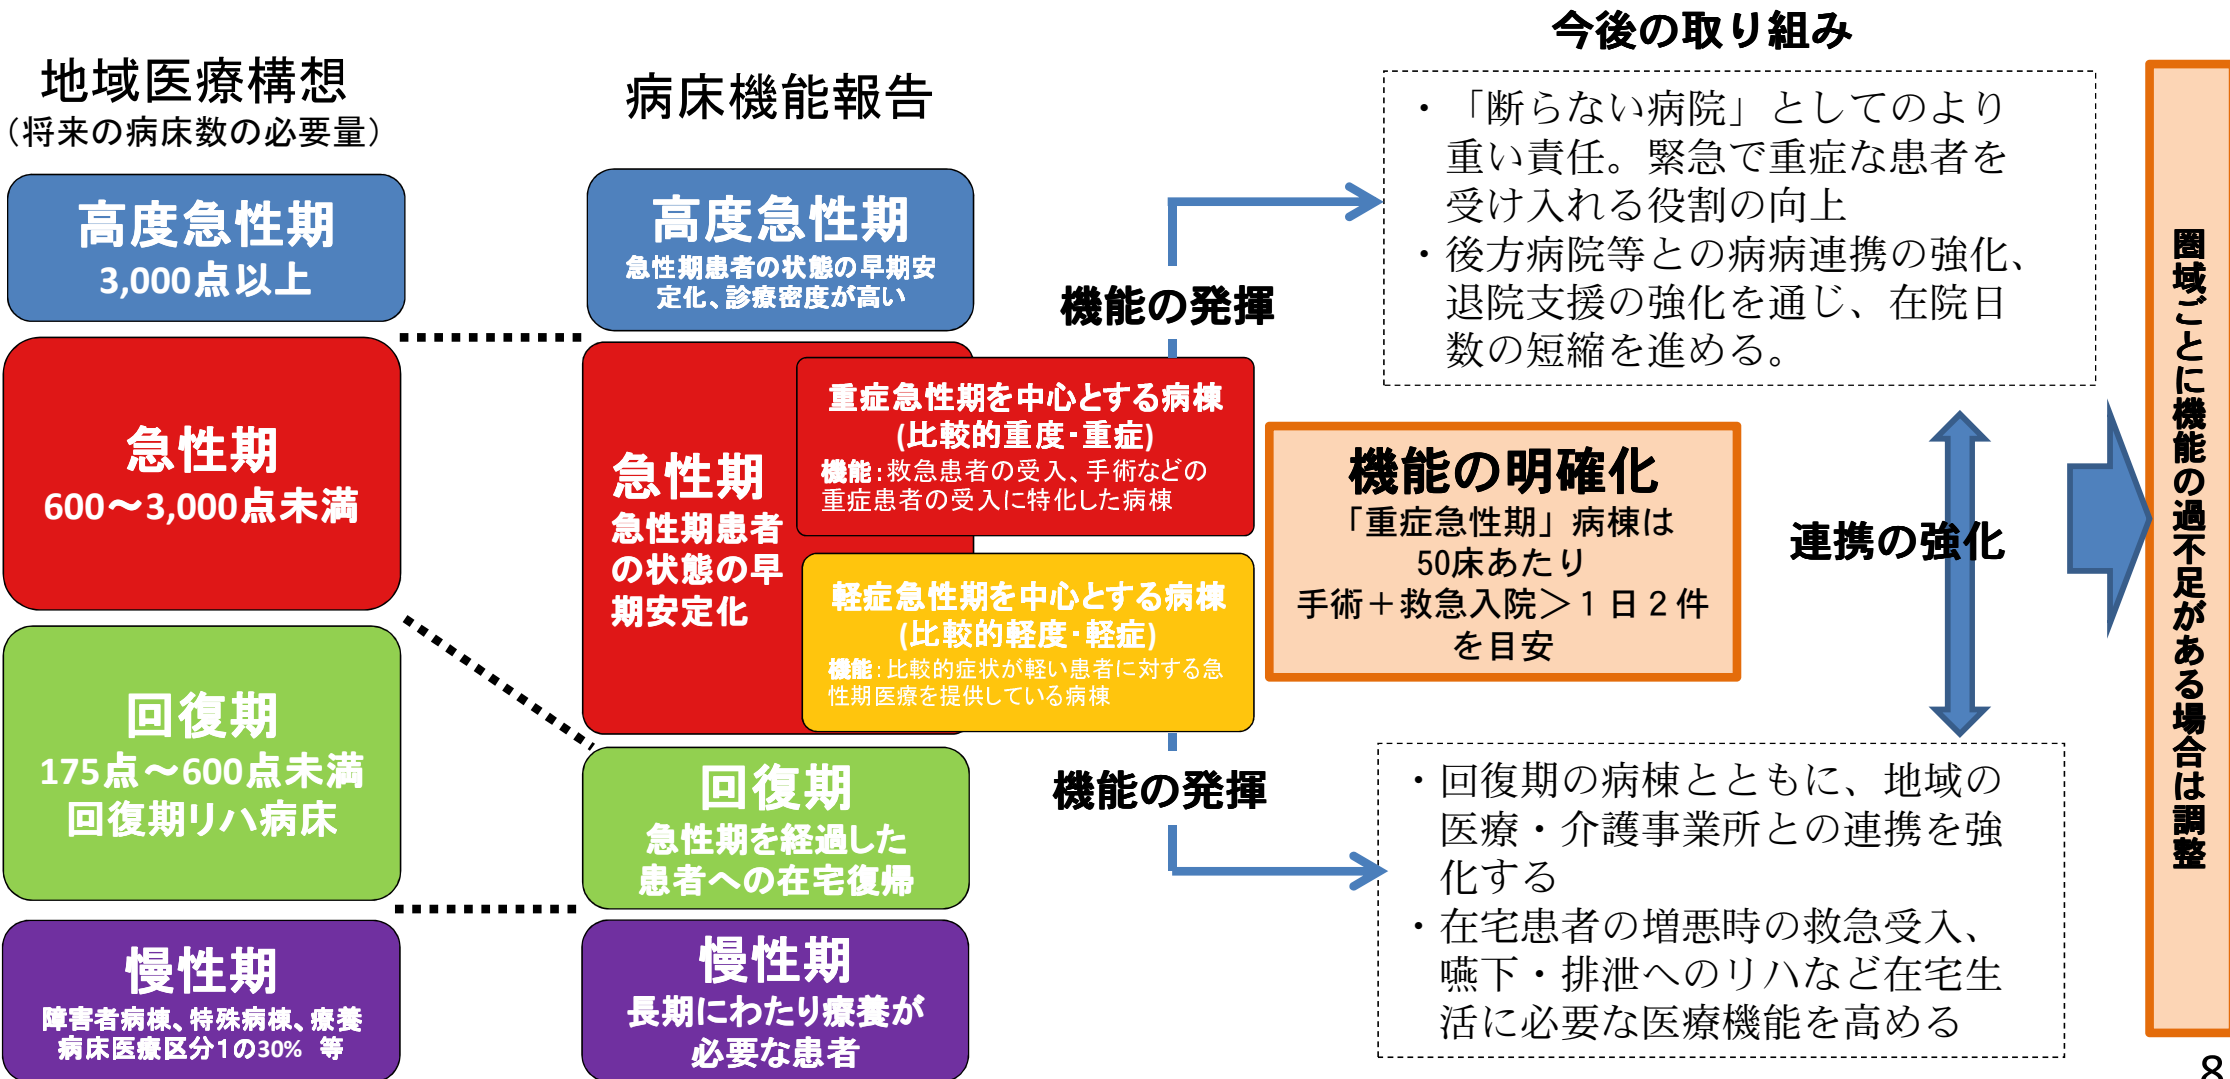 今後の取り組み
地域医療構想
（将来の病床数の必要量）
病床機能報告
高度急性期
3,000点以上
急性期
600～3,000点未満
回復期
175点～600点未満
回復期リハ病床
慢性期
障害者病棟、特殊病棟、療養
病床医療区分1の30% 等
高度急性期
急性期患者の状態の早期安
定化、診療密度が高い
急性期
急性期患者
の状態の早
期安定化
重症急性期を中心とする病棟
(比較的重度・重症)
機能：救急患者の受入、手術などの
重症患者の受入に特化した病棟
軽症急性期を中心とする病棟
(比較的軽度・軽症)
機能：比較的症状が軽い患者に対する急
性期医療を提供している病棟
回復期
急性期を経過した
患者への在宅復帰
慢性期
長期にわたり療養が
必要な患者
機能の発揮
機能の発揮
・「断らない病院」としてのより
重い責任。緊急で重症な患者を
受け入れる役割の向上
・後方病院等との病病連携の強化、
退院支援の強化を通じ、在院日
数の短縮を進める。
機能の明確化
「重症急性期」病棟は
50床あたり
手術＋救急入院＞１日２件
を目安
連携の強化
・回復期の病棟とともに、地域の
医療・介護事業所との連携を強
化する
・在宅患者の増悪時の救急受入、
嚥下・排泄へのリハなど在宅生
活に必要な医療機能を高める
圏域ごとに機能の過不足がある場合は調整
8